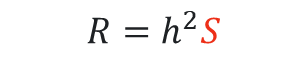 R = h²S